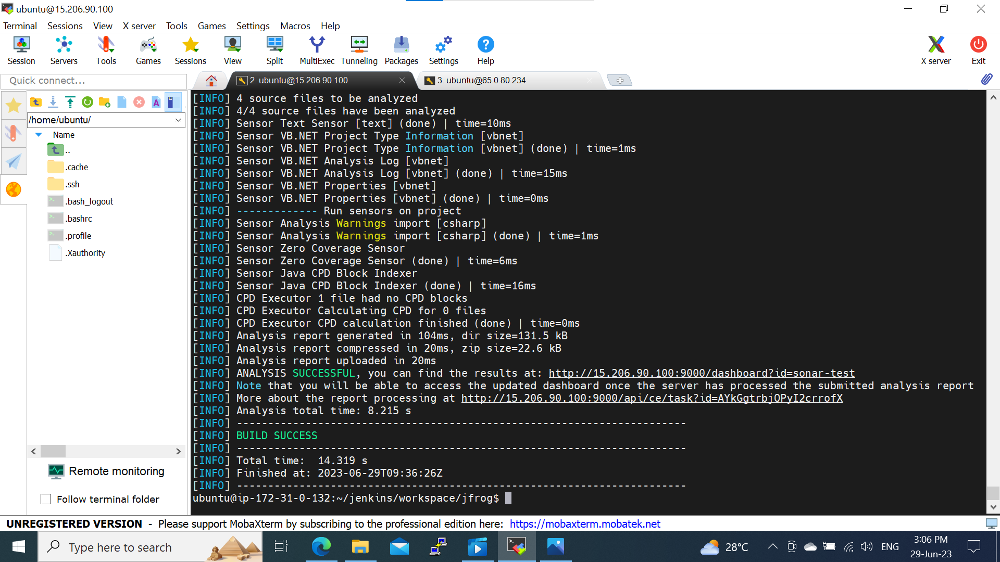 ubuntu@15.206.90.100
Terminal Sessions View X server Tools Games Settings Macros Help
Session Servers Tools Games Sessions View Split MultiExec Tunneling Packages Settings Help X server Exit
Quick connect...
2. ubuntu@15.206.90.100
3. ubuntu@65.0.80.234
/home/ubuntu/
Name
..
.cache
.ssh
.bash_logout
.bashrc
.profile
.Xauthority
Remote monitoring
Follow terminal folder
[INFO] 4 source files to be analyzed
[INFO] 4/4 source files have been analyzed
[INFO] Sensor Text Sensor [text] (done) | time=10ms
[INFO] Sensor VB.NET Project Type Information [vbnet]
[INFO] Sensor VB.NET Project Type Information [vbnet] (done) | time=1ms
[INFO] Sensor VB.NET Analysis Log [vbnet]
[INFO] Sensor VB.NET Analysis Log [vbnet] (done) | time=15ms
[INFO] Sensor VB.NET Properties [vbnet]
[INFO] Sensor VB.NET Properties [vbnet] (done) | time=0ms
[INFO] ------------- Run sensors on project
[INFO] Sensor Analysis Warnings import [csharp]
[INFO] Sensor Analysis Warnings import [csharp] (done) | time=1ms
[INFO] Sensor Zero Coverage Sensor
[INFO] Sensor Zero Coverage Sensor (done) | time=6ms
[INFO] Sensor Java CPD Block Indexer
[INFO] Sensor Java CPD Block Indexer (done) | time=16ms
[INFO] CPD Executor 1 file had no CPD blocks
[INFO] CPD Executor Calculating CPD for 0 files
[INFO] CPD Executor CPD calculation finished (done) | time=0ms
[INFO] Analysis report generated in 104ms, dir size=131.5 kB
[INFO] Analysis report compressed in 20ms, zip size=22.6 kB
[INFO] Analysis report uploaded in 20ms
[INFO] ANALYSIS SUCCESSFUL, you can find the results at: http://15.206.90.100:9000/dashboard?id=sonar-test
[INFO] Note that you will be able to access the updated dashboard once the server has processed the submitted analysis report
[INFO] More about the report processing at http://15.206.90.100:9000/api/ce/task?id=AYkGgtrbjQPyI2crrofX
[INFO] Analysis total time: 8.215 s
[INFO] ------------------------------------------------------------------------
[INFO] BUILD SUCCESS
[INFO] ------------------------------------------------------------------------
[INFO] Total time:  14.319 s
[INFO] Finished at: 2023-06-29T09:36:26Z
[INFO] ------------------------------------------------------------------------
ubuntu@ip-172-31-0-132:~/jenkins/workspace/jfrog$
UNREGISTERED VERSION - Please support MobaXterm by subscribing to the professional edition here: https://mobaxterm.mobatek.net
Type here to search
28°C
ENG
3:06 PM
29-Jun-23